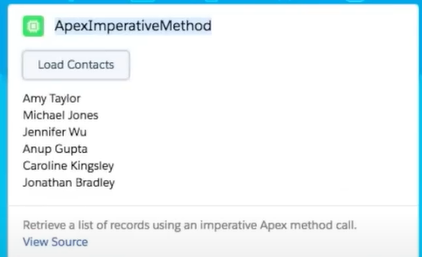 ApexImperativeMethod
Load Contacts
Amy Taylor
Michael Jones
Jennifer Wu
Anup Gupta
Caroline Kingsley
Jonathan Bradley
Retrieve a list of records using an imperative Apex method call.
View Source